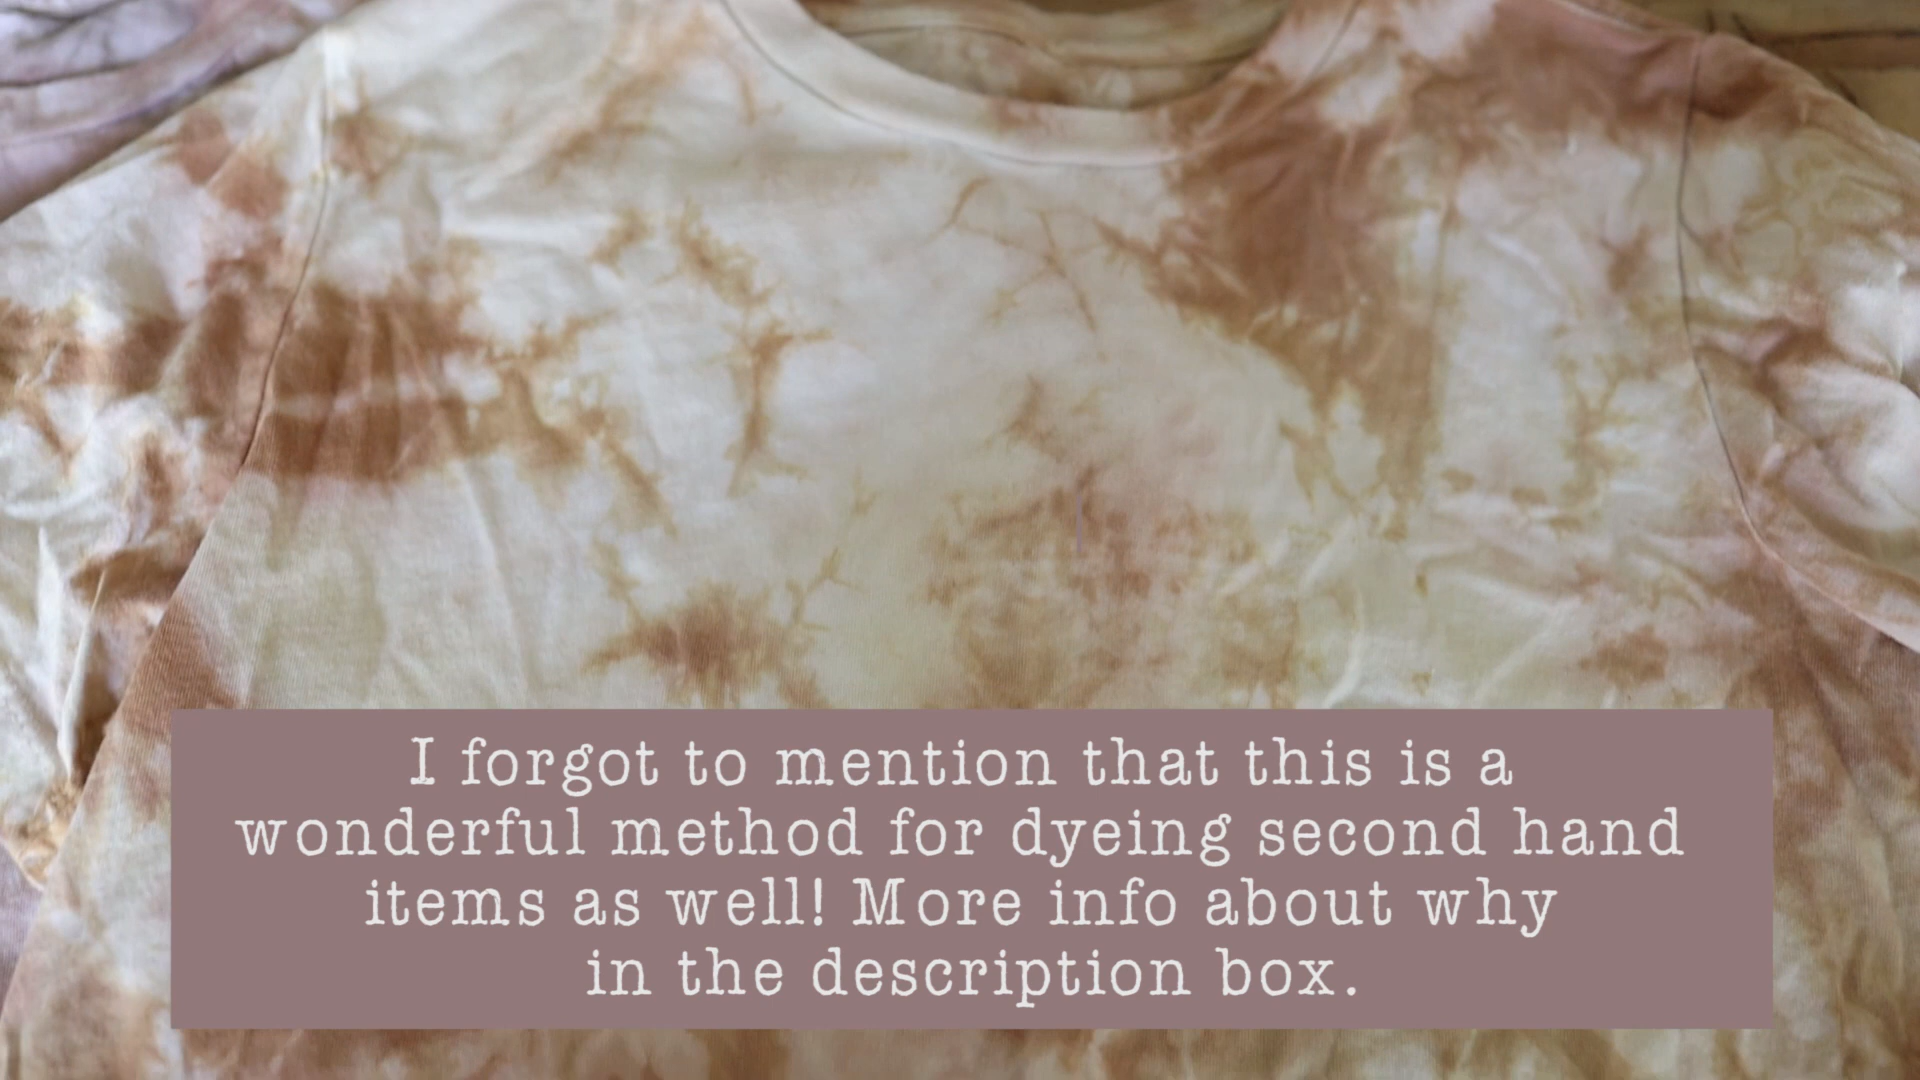 I forgot to mention that this is a
wonderful method for dyeing second hand
items as well! More info about why
in the description box.